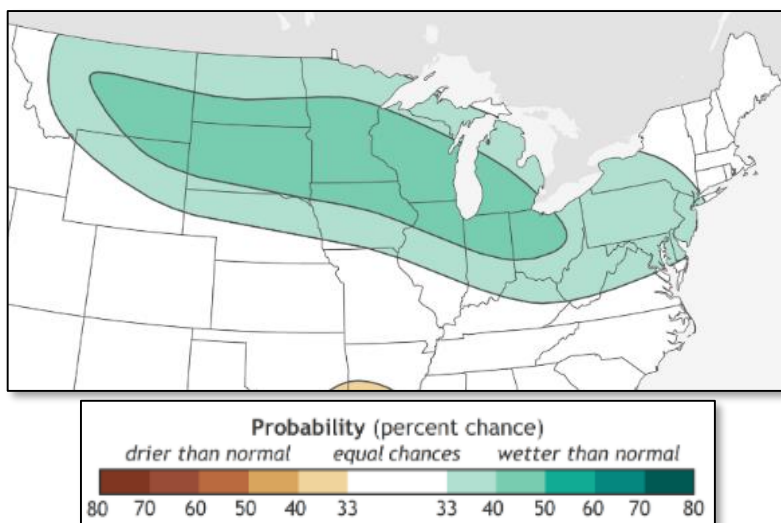 Probability (percent chance)
drier than normal equal chances wetter than normal
80 70 60 50 40 33 33 40 50 60 70 80